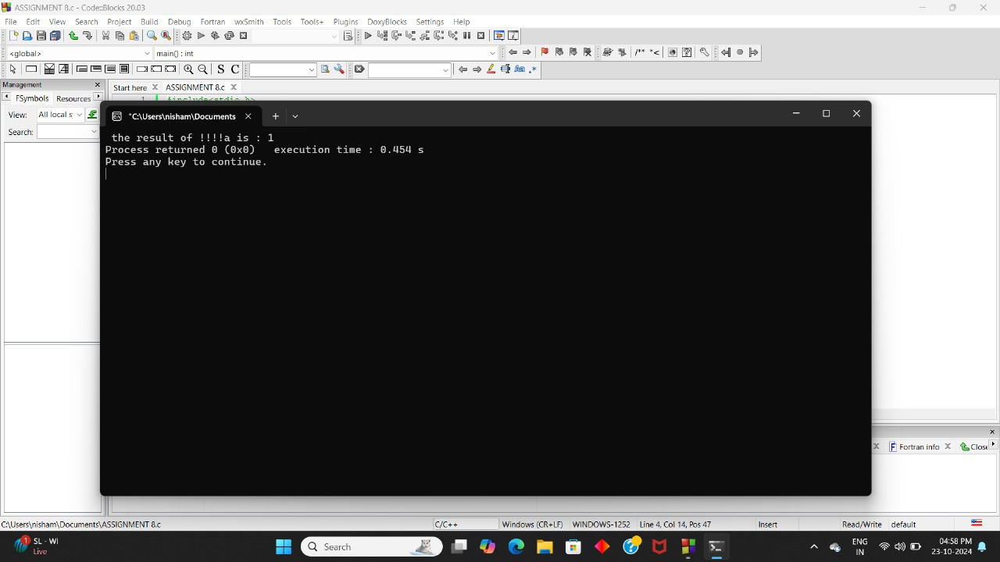 ASSIGNMENT 8.c - Code::Blocks 20.03
File Edit View Search Project Build Debug Fortran wxSmith Tools Tools+ Plugins DoxyBlocks Settings Help
<global> main() : int /** *<
S C Aa .*
Management
Start here ASSIGNMENT 8.c
FSymbols Resources
1 #include<stdio.h>
View: All local s
Search:
"C:\Users\nisham\Documents
the result of !!!!a is : 1
Process returned 0 (0x0) execution time : 0.454 s
Press any key to continue.
Fortran info Close
C:\Users\nisham\Documents\ASSIGNMENT 8.c C/C++ Windows (CR+LF) WINDOWS-1252 Line 4, Col 14, Pos 47 Insert Read/Write default
1 SL - WI
Live
Search
ENG
IN
04:58 PM
23-10-2024